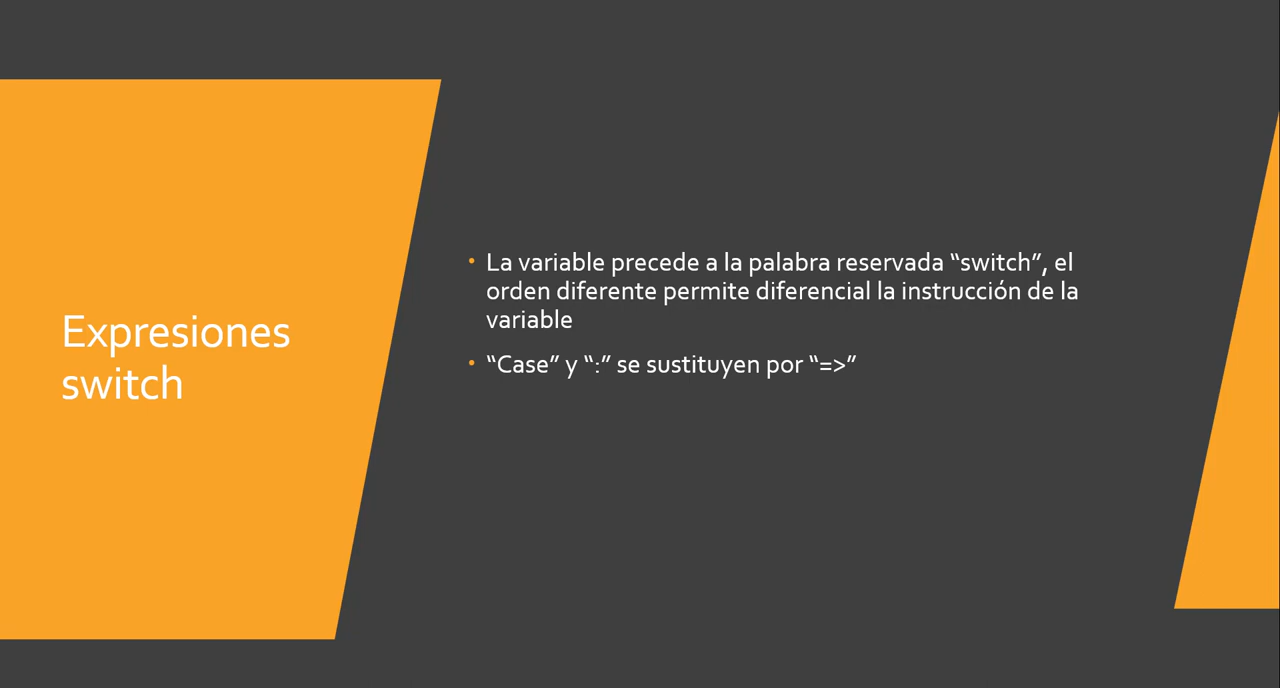 Expresiones
switch
• La variable precede a la palabra reservada “switch”, el
orden diferente permite diferencial la instrucción de la
variable
• “Case” y “:” se sustituyen por “=>”